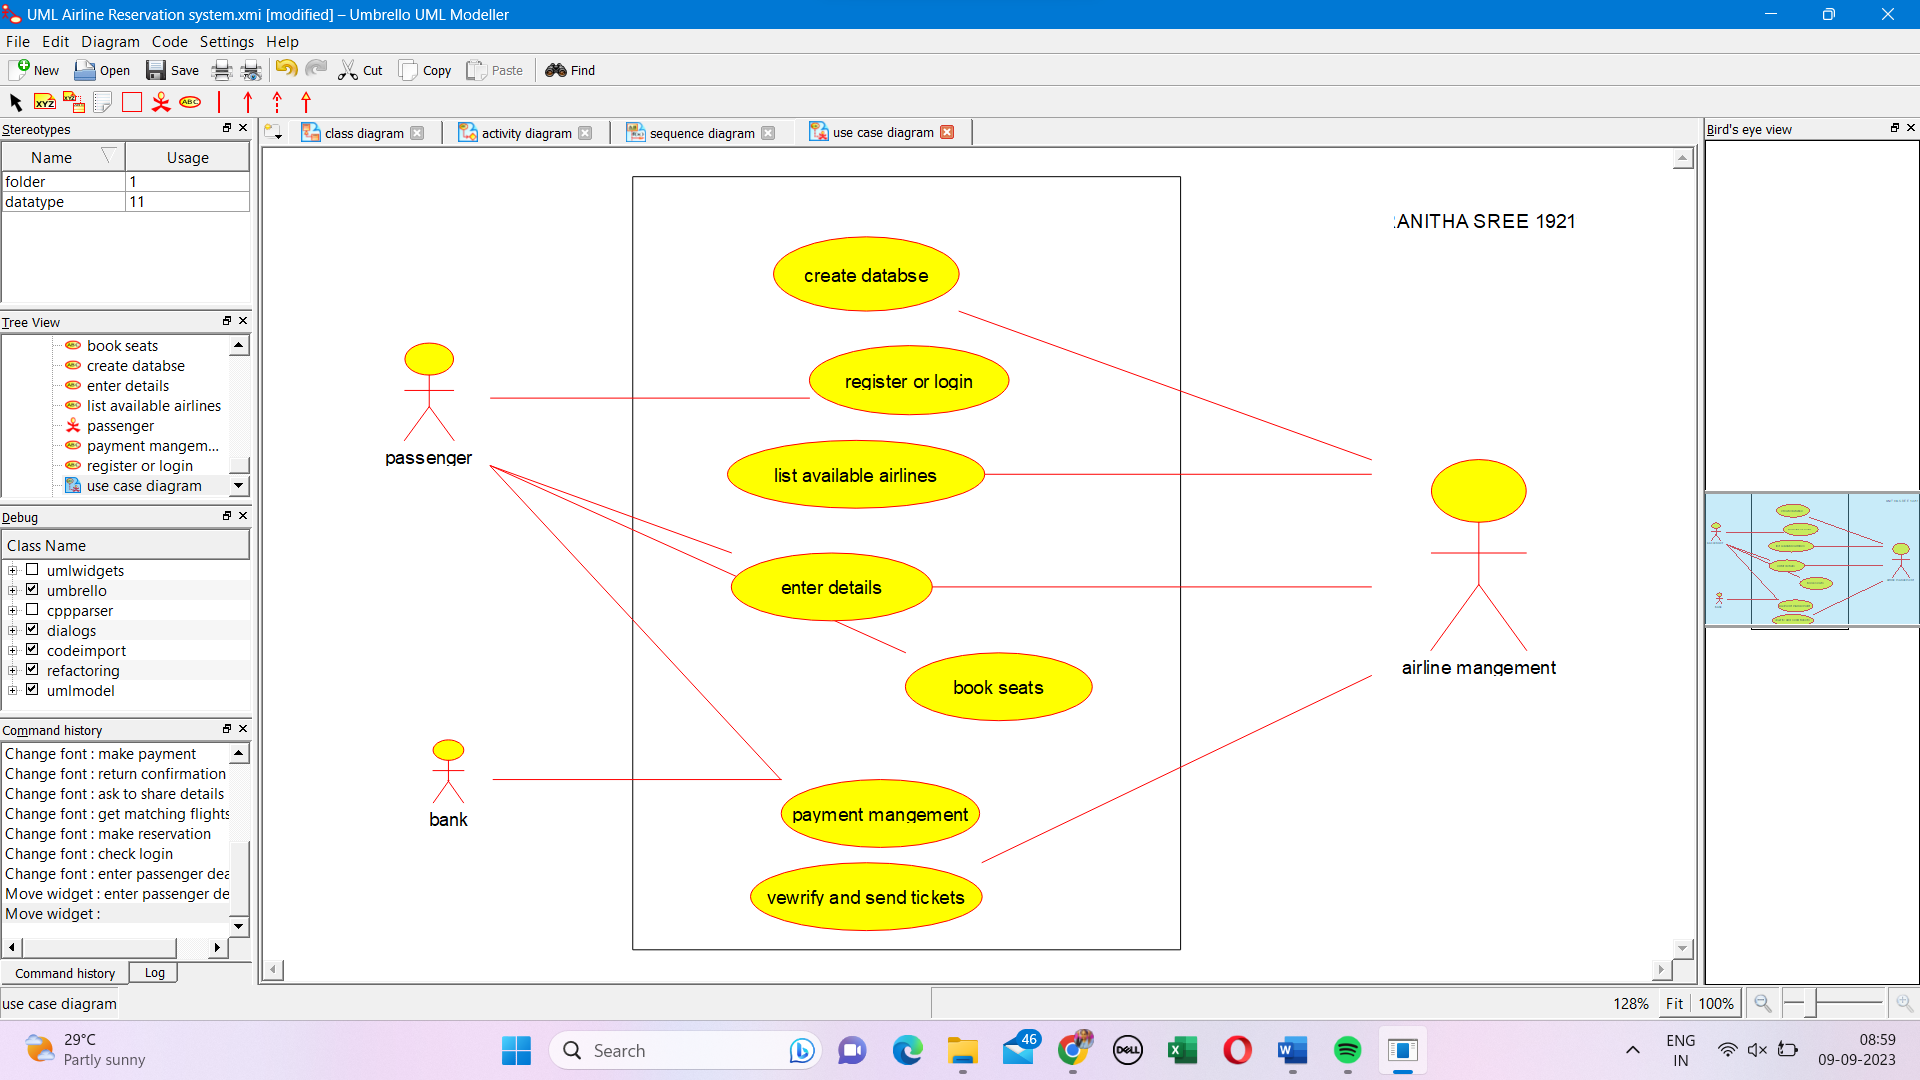 UML Airline Reservation system.xmi [modified] – Umbrello UML Modeller
File Edit Diagram Code Settings Help
New Open Save Cut Copy Paste Find
XYZ XYZ ABC
Stereotypes
Name Usage
folder 1
datatype 11
Tree View
book seats
create databse
enter details
list available airlines
passenger
payment mangem...
register or login
use case diagram
Debug
Class Name
umlwidgets
umbrello
cppparser
dialogs
codeimport
refactoring
umlmodel
Command history
Change font : make payment
Change font : return confirmation
Change font : ask to share details
Change font : get matching flights
Change font : make reservation
Change font : check login
Change font : enter passenger dea
Move widget : enter passenger de
Move widget :
Command history Log
class diagram activity diagram sequence diagram use case diagram
ANITHA SREE 1921
create databse
register or login
passenger
list available airlines
enter details
book seats
airline mangement
payment mangement
bank
vewrify and send tickets
Bird's eye view
use case diagram
128% Fit 100%
29°C
Partly sunny
Search
46
DELL
ENG
IN
08:59
09-09-2023